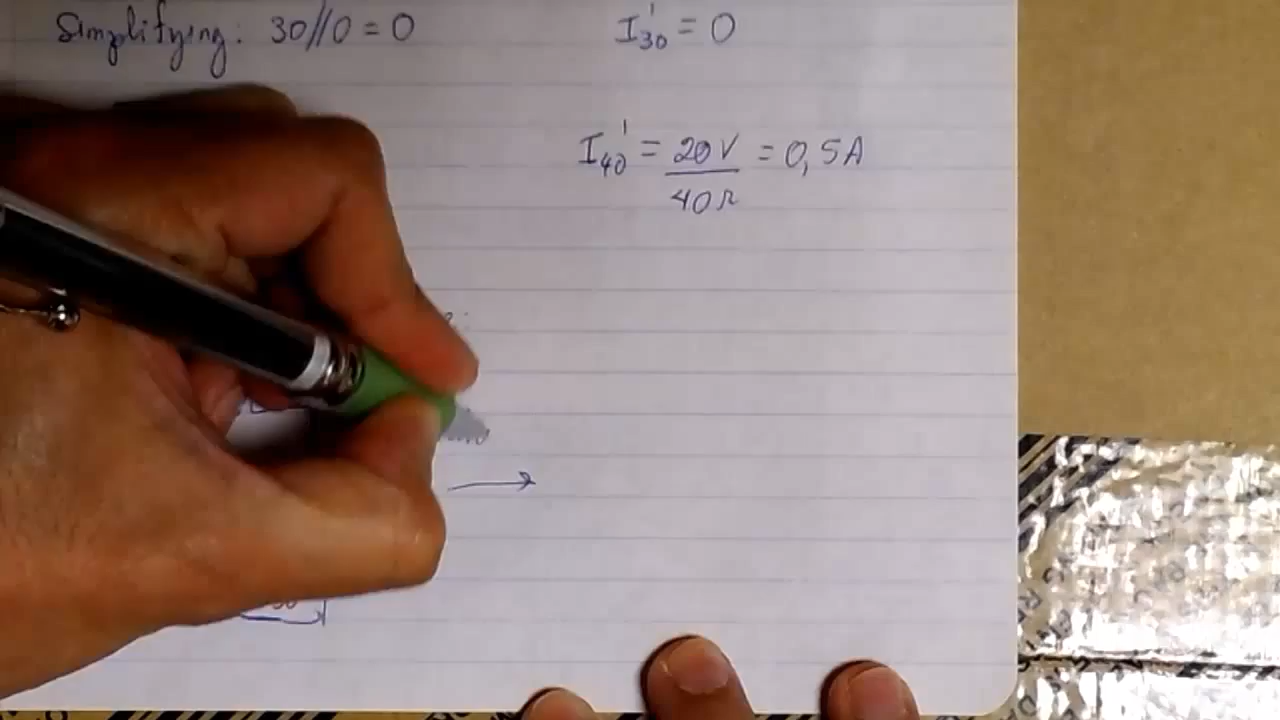 Simplifying: 30//0 = 0
I'30 = 0
I'40 = 20V = 0,5A
40Ω